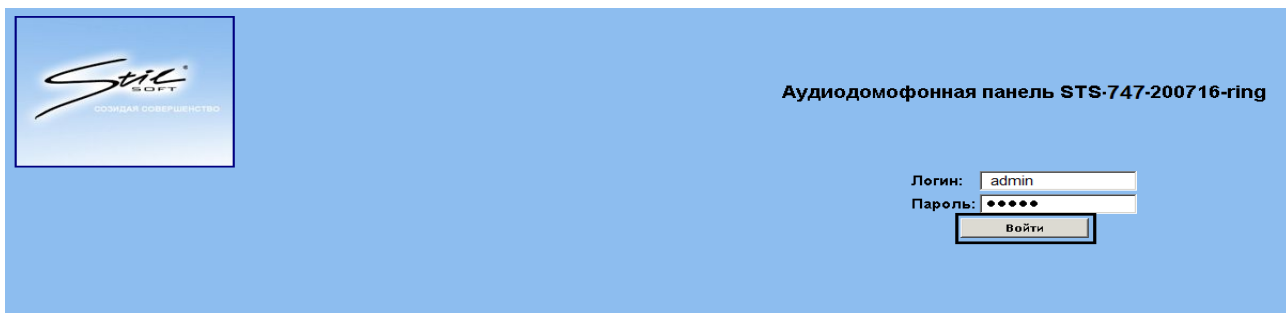 Stil
SOFT
СОЗИДАЯ СОВЕРШЕНСТВО
Аудиодомофонная панель STS-747-200716-ring
Логин: admin
Пароль: •••••
Войти